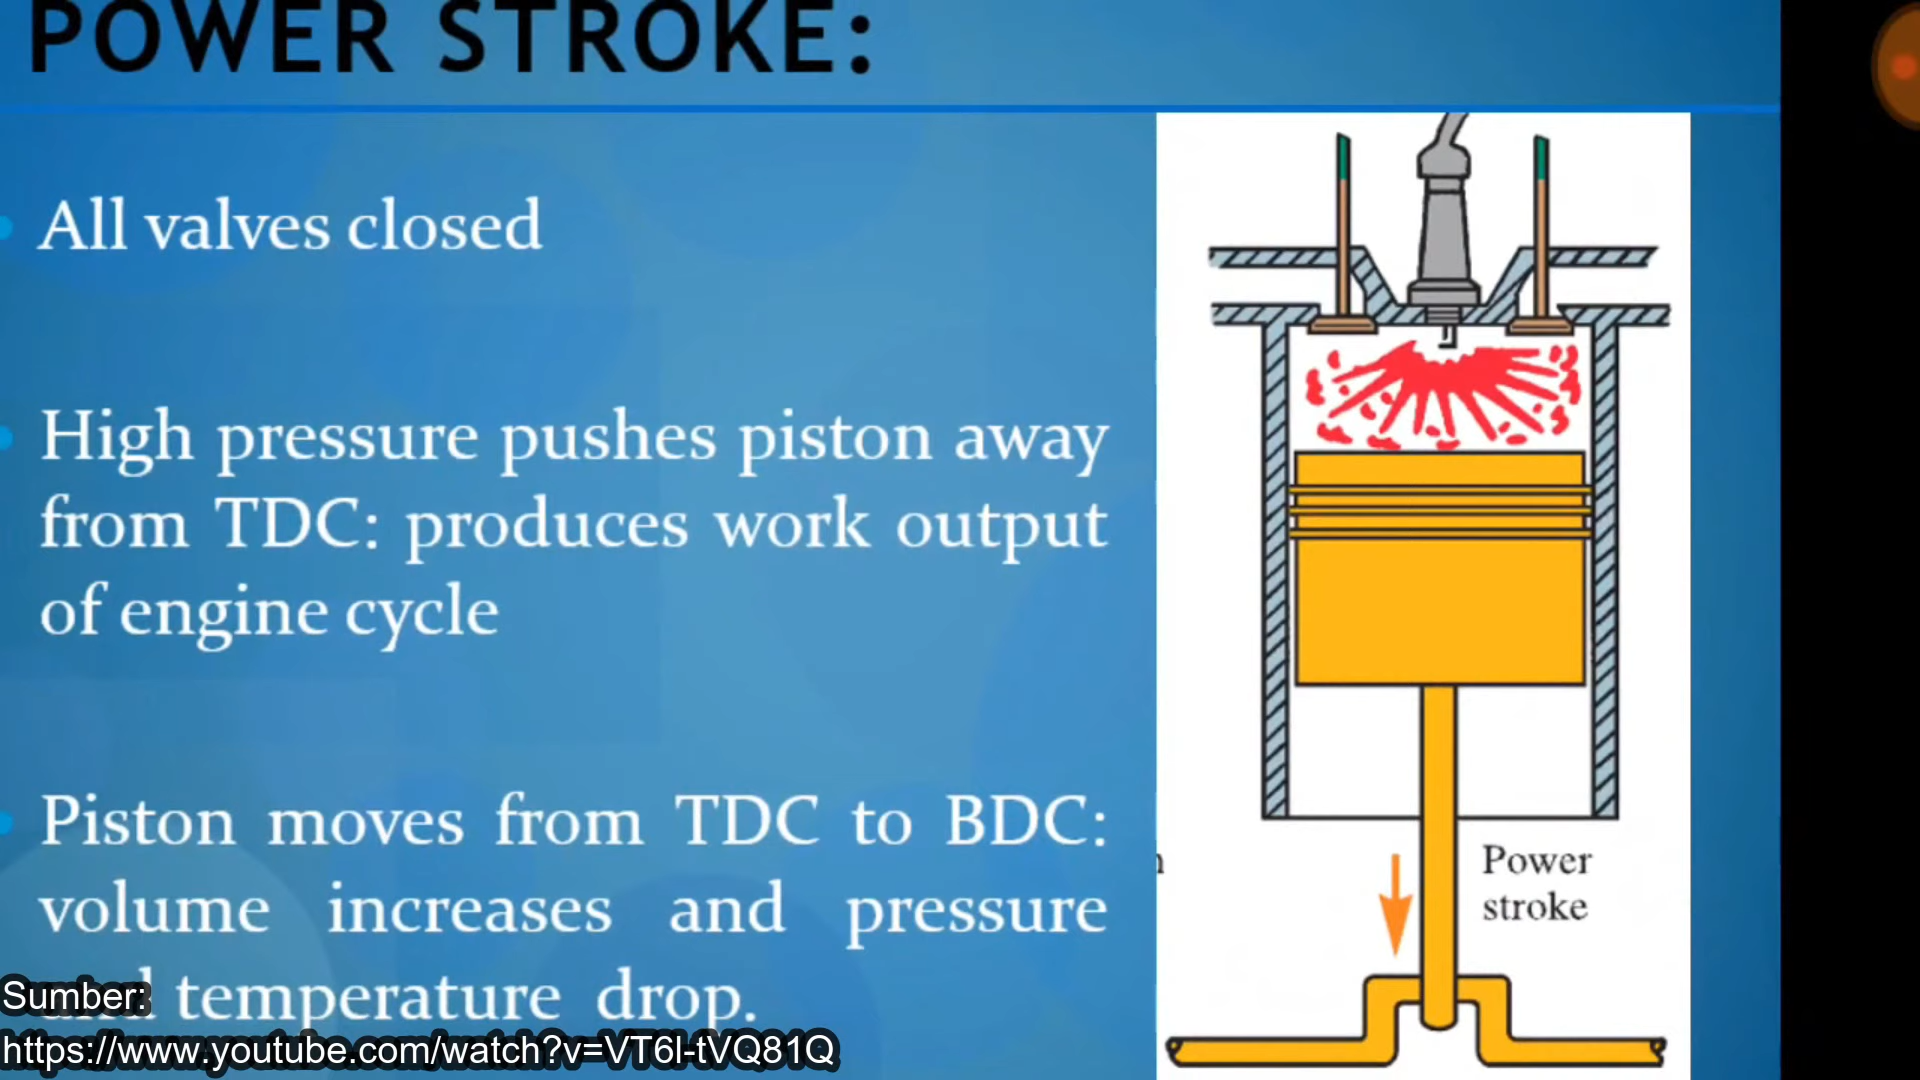 POWER STROKE:
All valves closed
High pressure pushes piston away
from TDC: produces work output
of engine cycle
Piston moves from TDC to BDC:
volume increases and pressure
and temperature drop.
Power
stroke
Sumber:
https://www.youtube.com/watch?v=VT6l-tVQ81Q